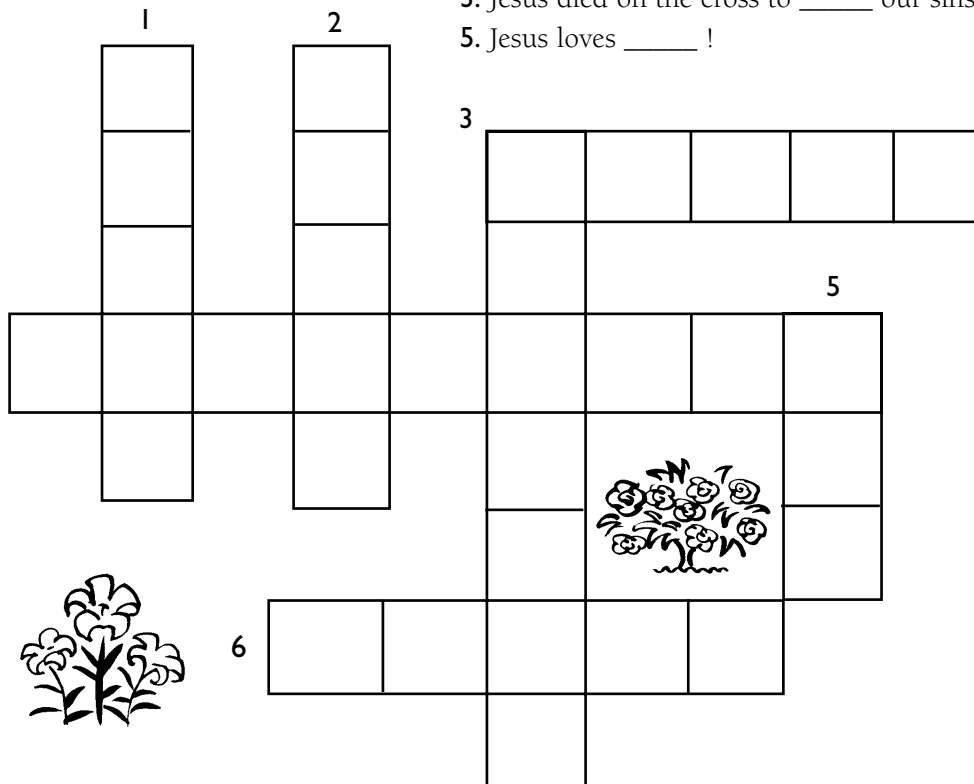 3. Jesus died on the cross to _____ our sins
5. Jesus loves _____ !
1
2
3
5
6